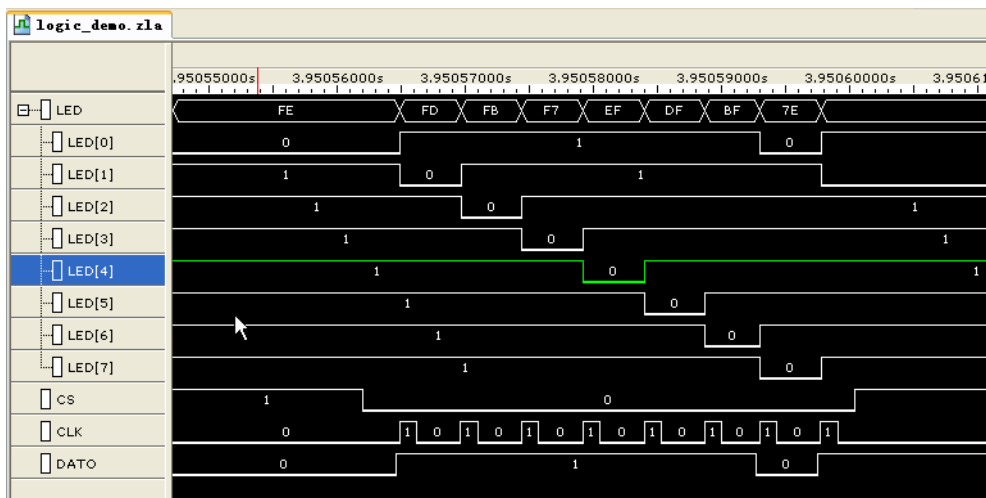 logic_demo.zla
.95055000s 3.95056000s 3.95057000s 3.95058000s 3.95059000s 3.95060000s 3.95061
LED FE FD FB F7 EF DF BF 7E
LED[0] 0 1 0
LED[1] 1 0 1
LED[2] 1 0 1
LED[3] 1 0 1
LED[4] 1 0 1
LED[5] 1 0
LED[6] 1 0
LED[7] 1 0
CS 1 0
CLK 0 1 0 1 0 1 0 1 0 1 0 1 0 1 0 1
DATO 0 1 0